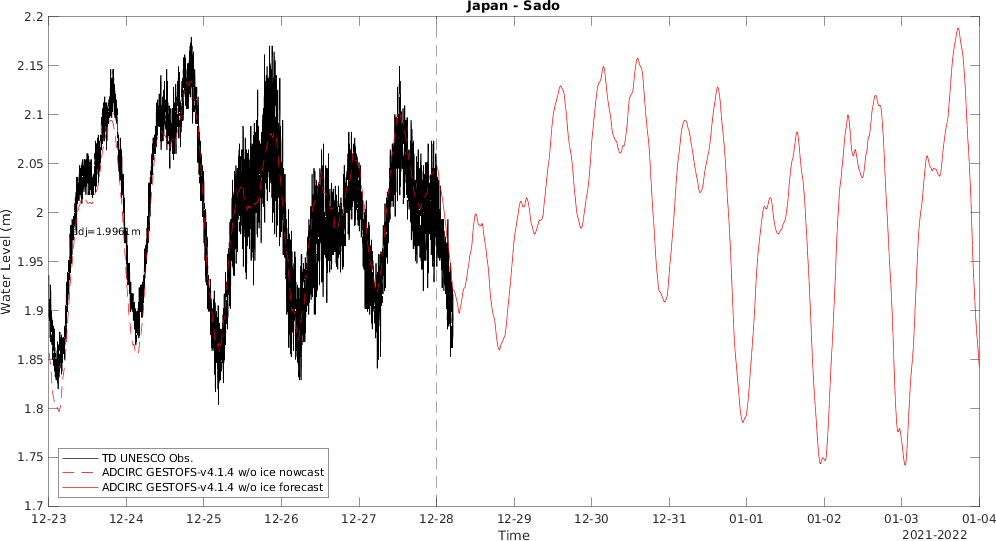 Japan - Sado
2.2
2.15
2.1
2.05
2
1.95
1.9
1.85
1.8
1.75
1.7
Water Level (m)
adj=1.9961m
TD UNESCO Obs.
ADCIRC GESTOFS-v4.1.4 w/o ice nowcast
ADCIRC GESTOFS-v4.1.4 w/o ice forecast
12-23 12-24 12-25 12-26 12-27 12-28 12-29 12-30 12-31 01-01 01-02 01-03 01-04
Time
2021-2022